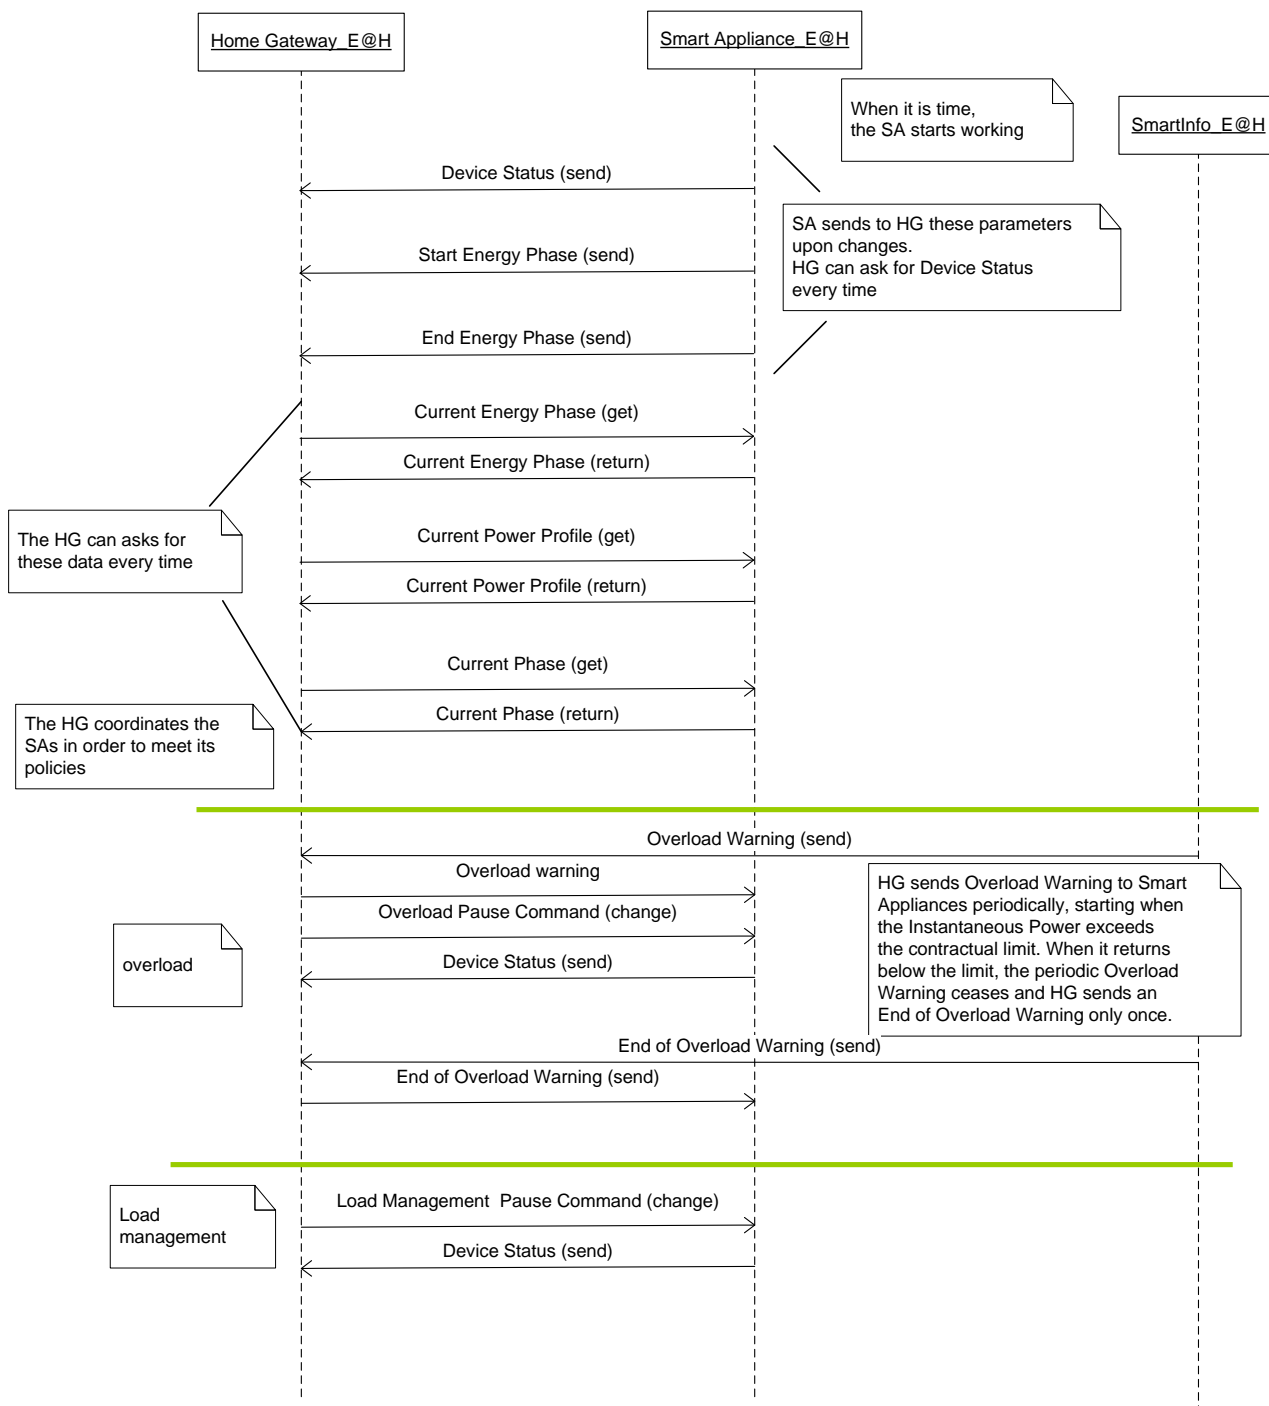 Home Gateway_E@H
Smart Appliance_E@H
SmartInfo_E@H
When it is time,
the SA starts working
Device Status (send)
SA sends to HG these parameters
upon changes.
HG can ask for Device Status
every time
Start Energy Phase (send)
End Energy Phase (send)
Current Energy Phase (get)
Current Energy Phase (return)
The HG can asks for
these data every time
Current Power Profile (get)
Current Power Profile (return)
Current Phase (get)
Current Phase (return)
The HG coordinates the
SAs in order to meet its
policies
Overload Warning (send)
Overload warning
Overload Pause Command (change)
Device Status (send)
overload
HG sends Overload Warning to Smart
Appliances periodically, starting when
the Instantaneous Power exceeds
the contractual limit. When it returns
below the limit, the periodic Overload
Warning ceases and HG sends an
End of Overload Warning only once.
End of Overload Warning (send)
End of Overload Warning (send)
Load
management
Load Management  Pause Command (change)
Device Status (send)